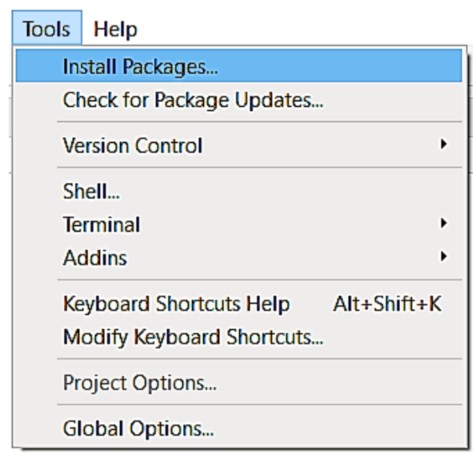 Tools Help
Install Packages...
Check for Package Updates...
Version Control
Shell...
Terminal
Addins
Keyboard Shortcuts Help Alt+Shift+K
Modify Keyboard Shortcuts...
Project Options...
Global Options...